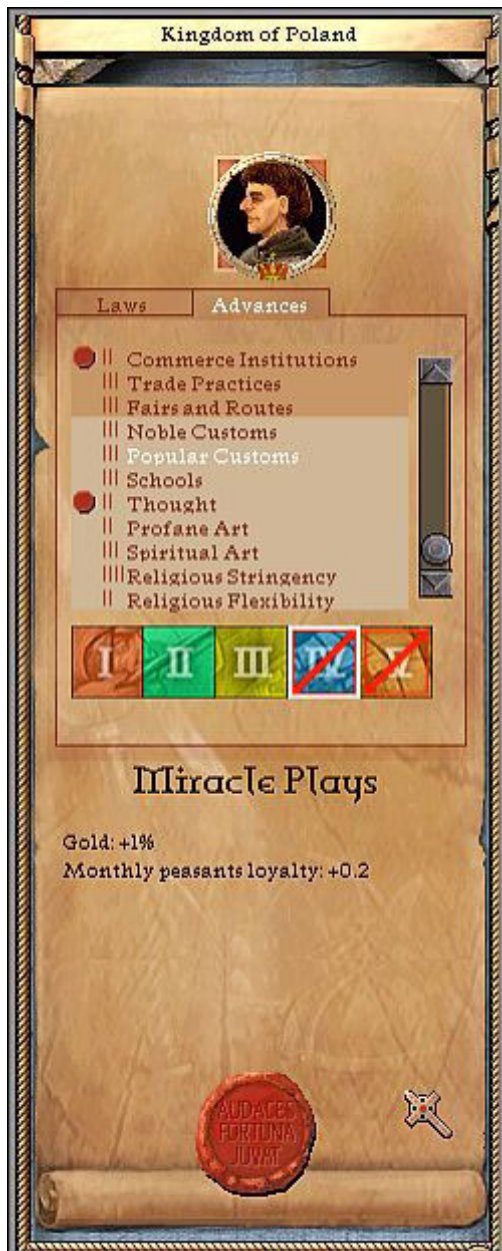 Kingdom of Poland
Laws Advances
II Commerce Institutions
III Trade Practices
III Fairs and Routes
III Noble Customs
III Popular Customs
III Schools
II Thought
II Profane Art
III Spiritual Art
IIII Religious Stringency
II Religious Flexibility
I II III IV V
Miracle Plays
Gold: +1%
Monthly peasants loyalty: +0.2
AUDACES
FORTUNA
JUVAT